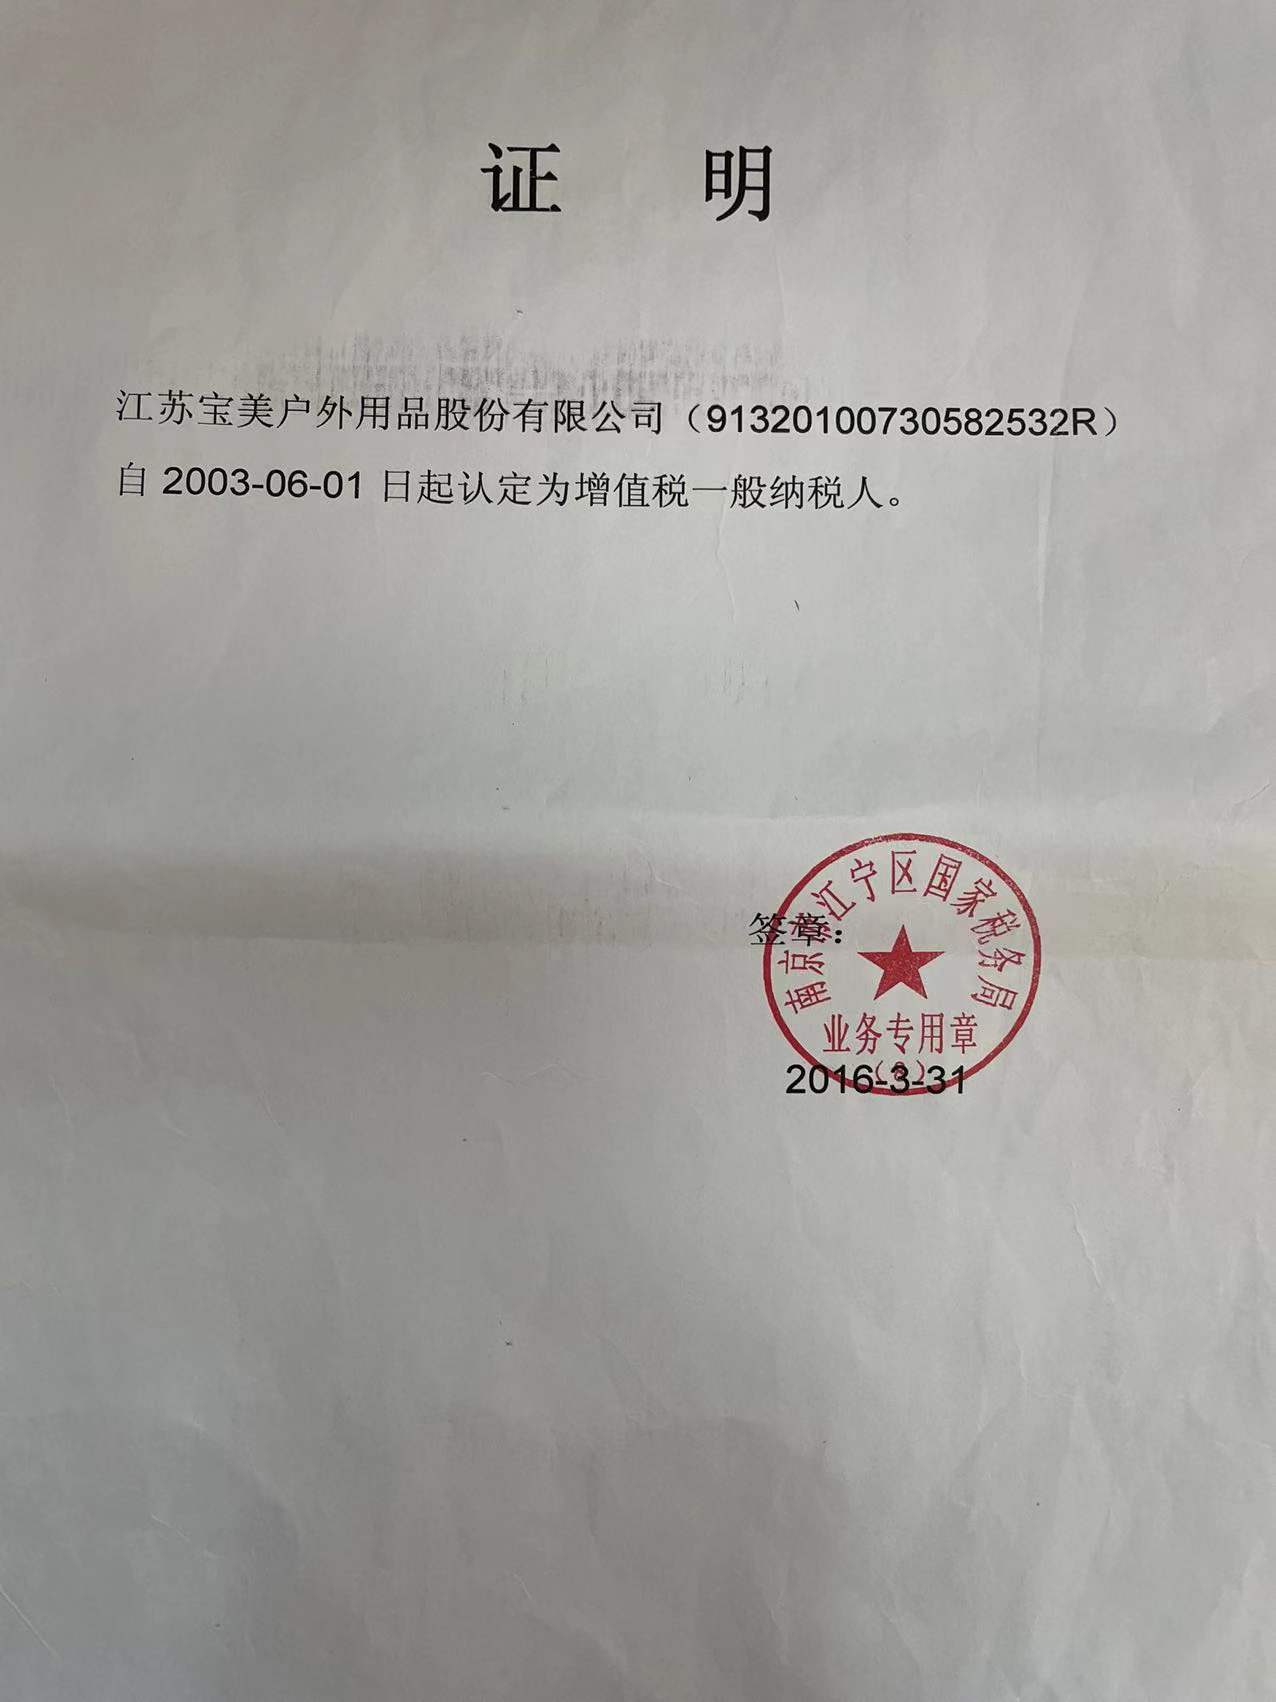 证 明
江苏宝美户外用品股份有限公司（91320100730582532R）
自 2003-06-01 日起认定为增值税一般纳税人。
签章：
南京市江宁区国家税务局
业务专用章
2016-3-31